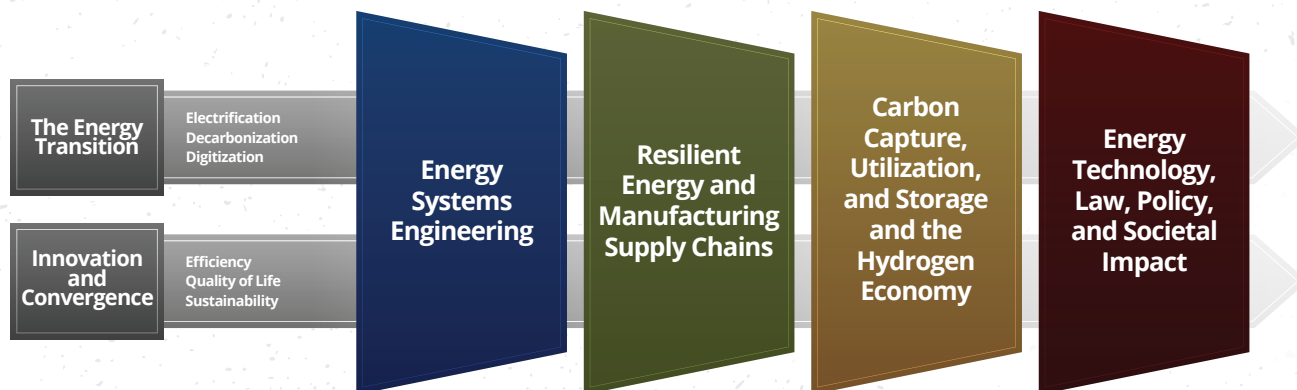 The Energy
Transition
Electrification
Decarbonization
Digitization
Innovation
and
Convergence
Efficiency
Quality of Life
Sustainability
Energy
Systems
Engineering
Resilient
Energy and
Manufacturing
Supply Chains
Carbon
Capture,
Utilization,
and Storage
and the
Hydrogen
Economy
Energy
Technology,
Law, Policy,
and Societal
Impact